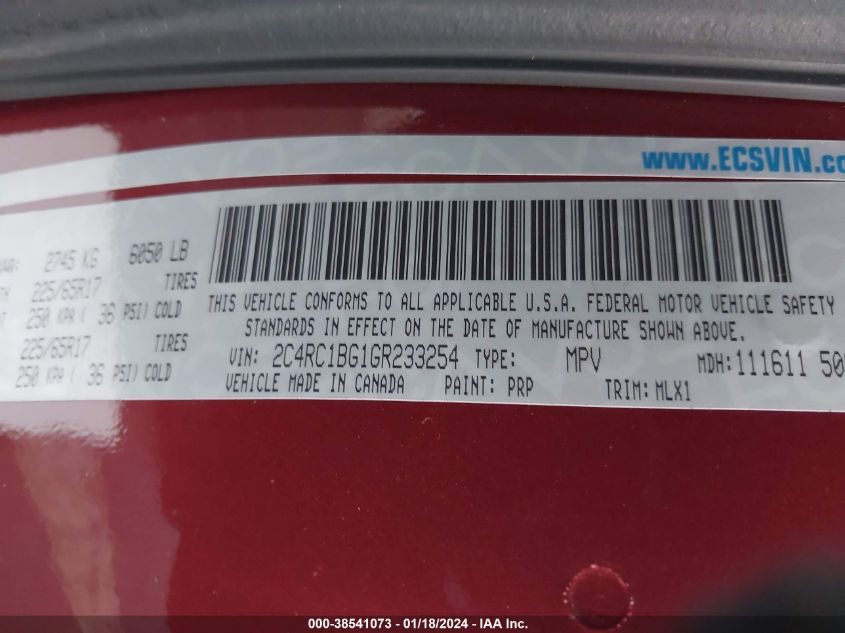 www.ECSVIN.co
2745 KG 6050 LB
225/65R17 TIRES
250 KPA ( 36 PSI) COLD
225/65R17 TIRES
250 KPA ( 36 PSI) COLD
THIS VEHICLE CONFORMS TO ALL APPLICABLE U.S.A. FEDERAL MOTOR VEHICLE SAFETY
STANDARDS IN EFFECT ON THE DATE OF MANUFACTURE SHOWN ABOVE.
VIN: 2C4RC1BG1GR233254 TYPE: MPV MDH:111611 50
VEHICLE MADE IN CANADA PAINT: PRP TRIM: MLX1
000-38541073 - 01/18/2024 - IAA Inc.